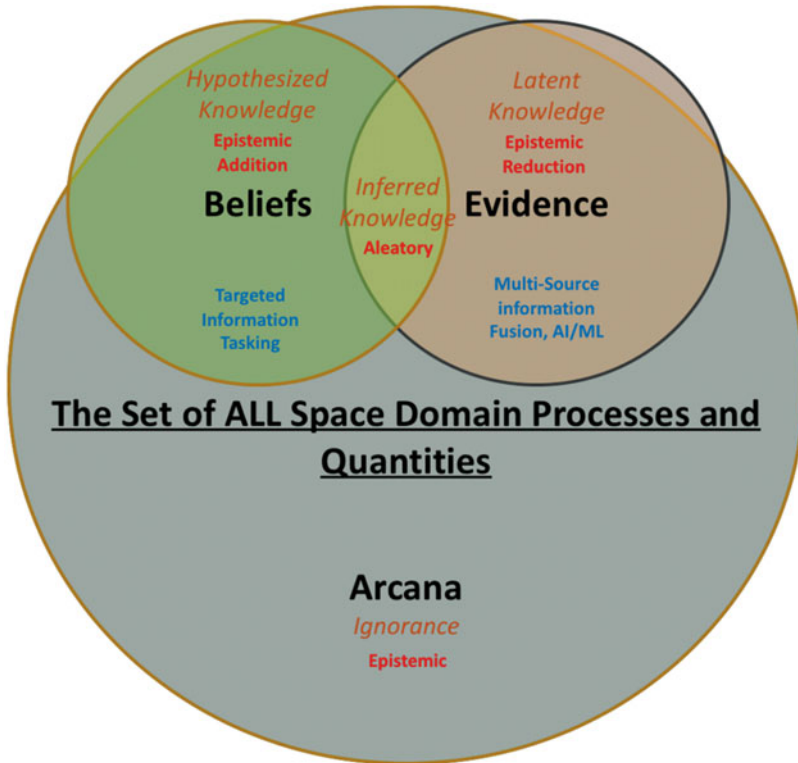 Hypothesized
Knowledge
Epistemic
Addition
Beliefs
Targeted
Information
Tasking
Inferred
Knowledge
Aleatory
Latent
Knowledge
Epistemic
Reduction
Evidence
Multi-Source
information
Fusion, AI/ML
The Set of ALL Space Domain Processes and
Quantities
Arcana
Ignorance
Epistemic